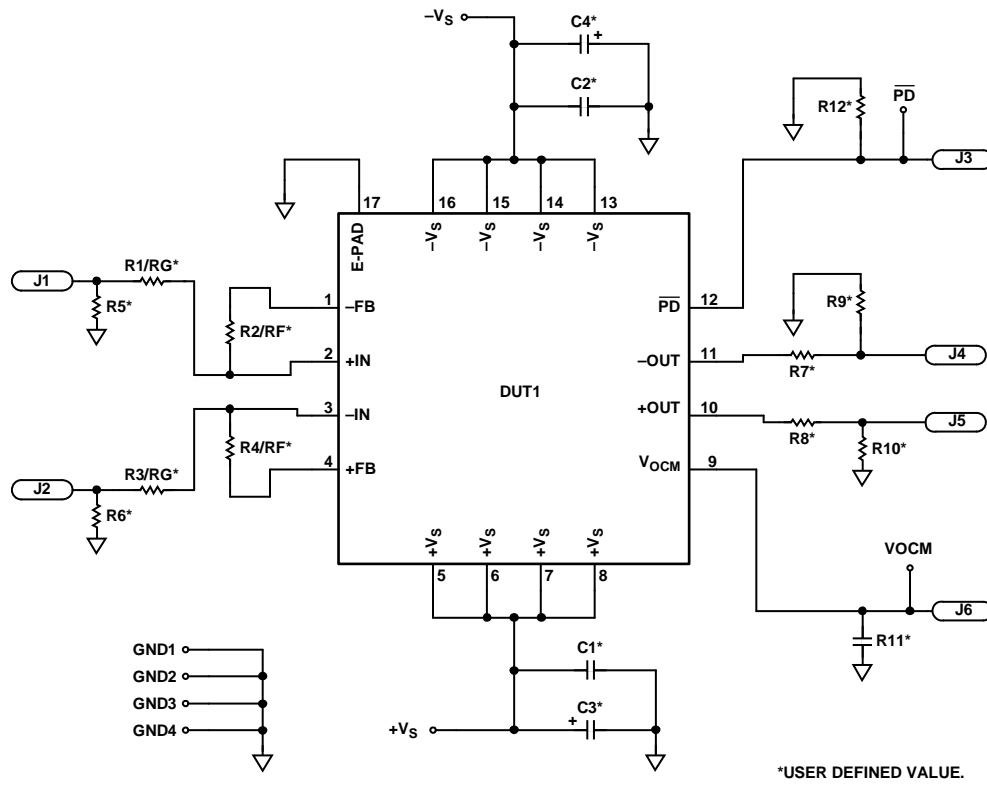 –VS
C4*
+
C2*
R12*
PD
J3
17
16
15
14
13
E-PAD
–VS
–VS
–VS
–VS
J1
R1/RG*
R5*
R2/RF*
1
–FB
PD
12
R9*
2
+IN
–OUT
11
R7*
J4
DUT1
3
–IN
+OUT
10
R8*
J5
R4/RF*
R10*
4
+FB
VOCM
9
J2
R3/RG*
R6*
+VS
+VS
+VS
+VS
5
6
7
8
VOCM
J6
R11*
GND1
GND2
GND3
GND4
C1*
C3*
+
+VS
*USER DEFINED VALUE.